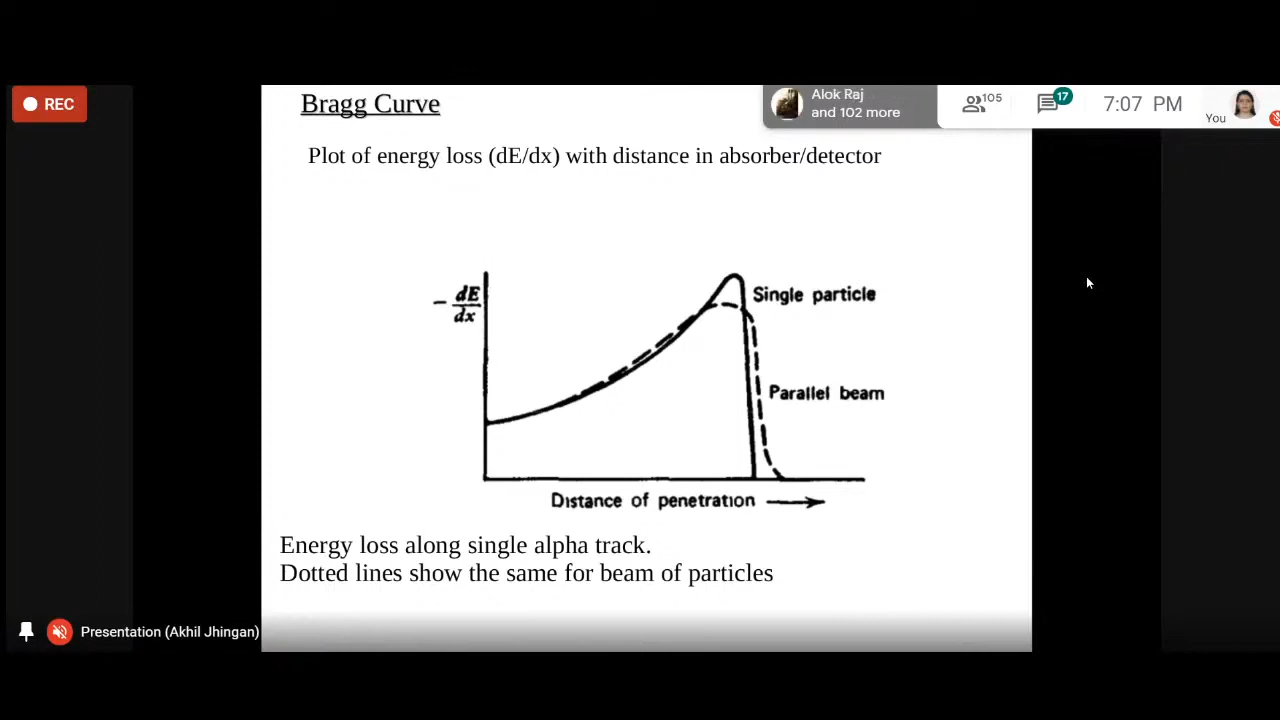 REC
Bragg Curve
Alok Raj
and 102 more
105
17
7:07 PM
You
Plot of energy loss (dE/dx) with distance in absorber/detector
- dE
dx
Single particle
Parallel beam
Distance of penetration
Energy loss along single alpha track.
Dotted lines show the same for beam of particles
Presentation (Akhil Jhingan)